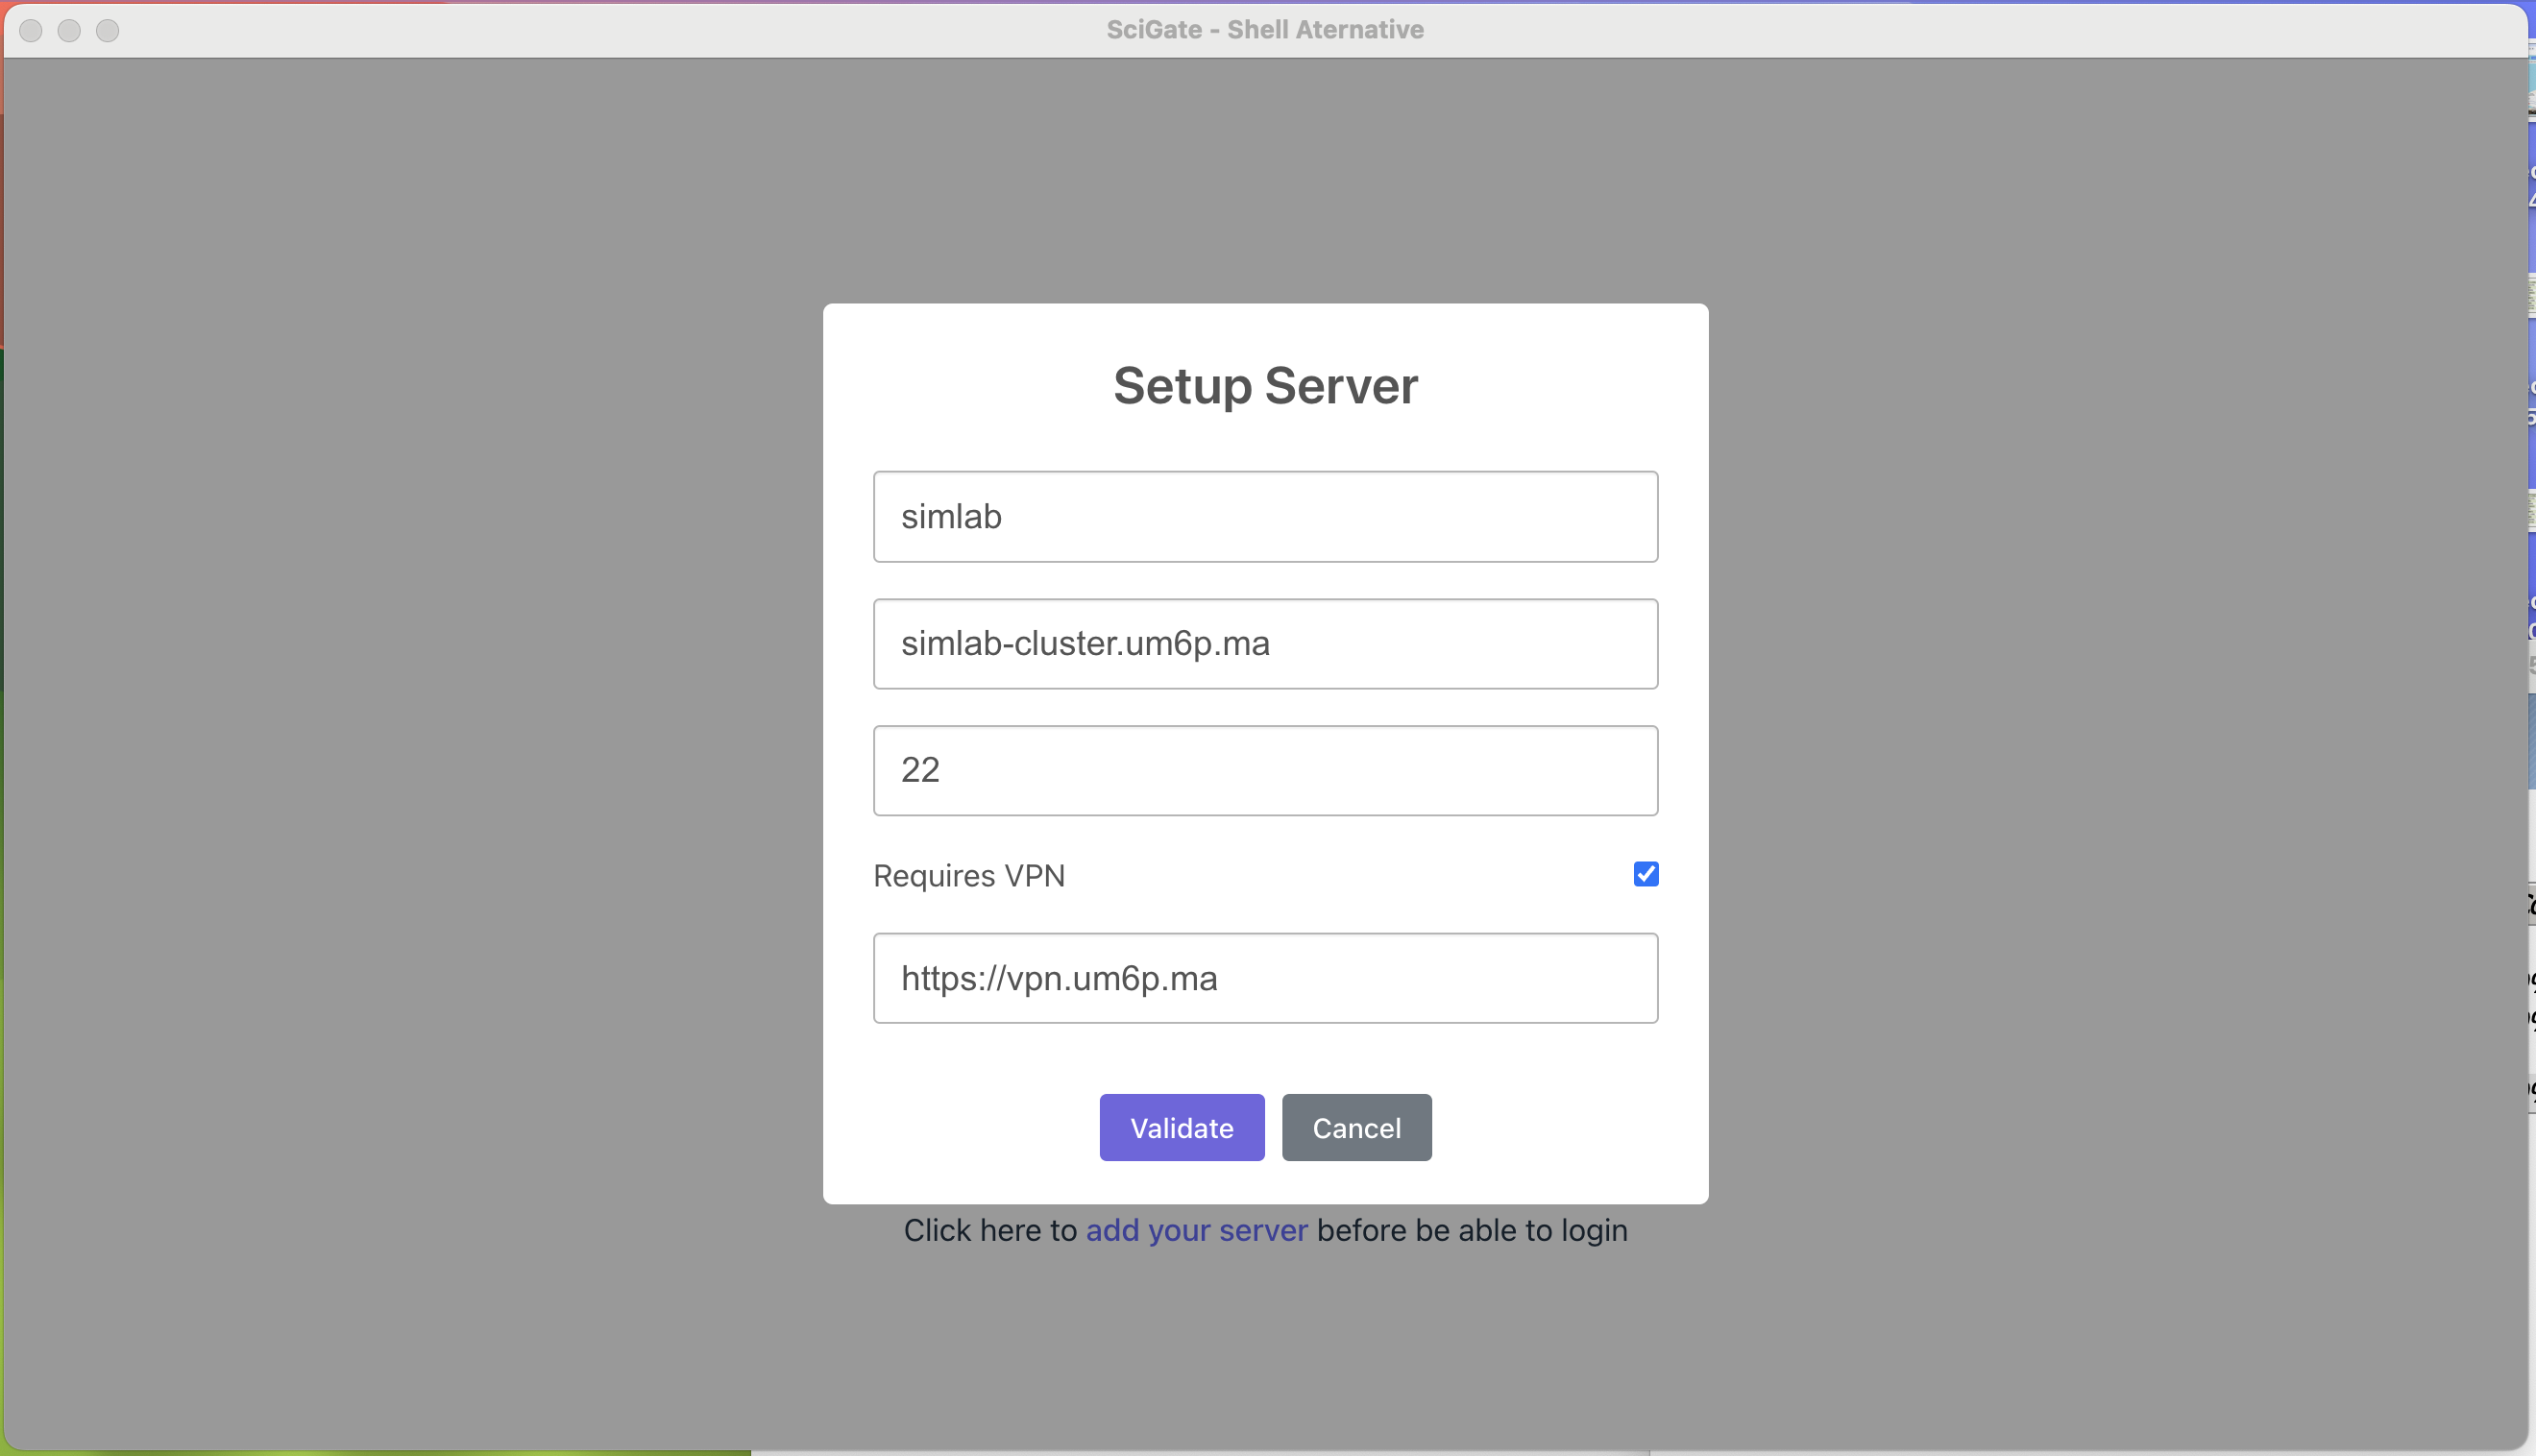 SciGate - Shell Aternative
Setup Server
simlab
simlab-cluster.um6p.ma
22
Requires VPN
https://vpn.um6p.ma
Validate
Cancel
Click here to add your server before be able to login